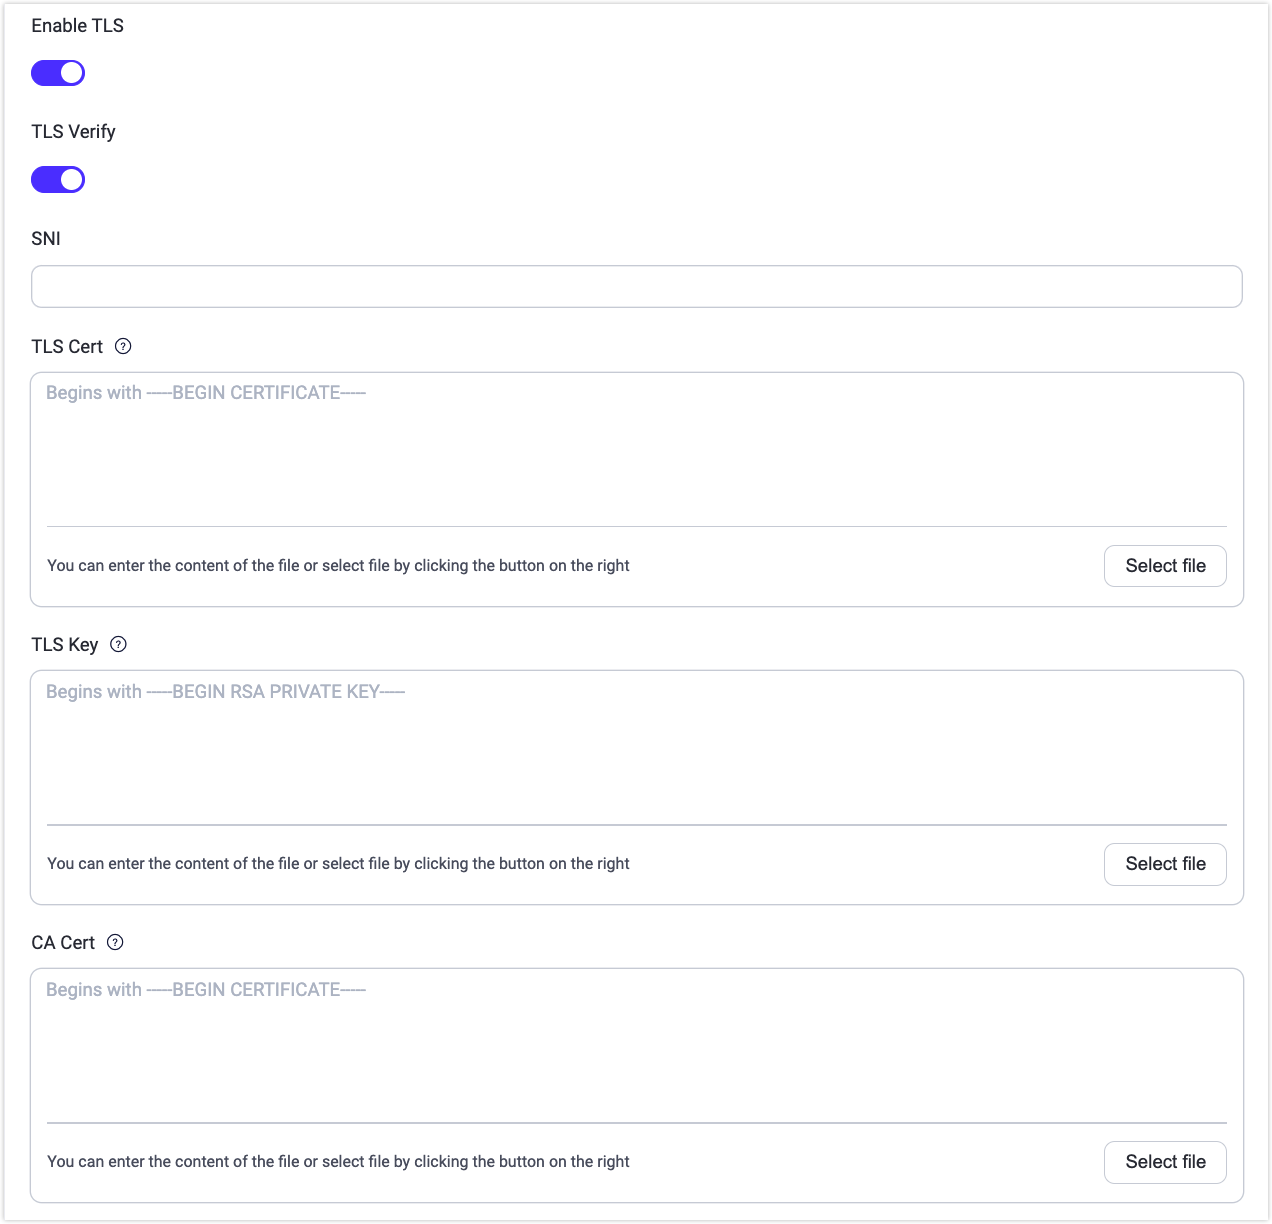 Enable TLS
TLS Verify
SNI
TLS Cert ?
Begins with -----BEGIN CERTIFICATE-----
You can enter the content of the file or select file by clicking the button on the right
Select file
TLS Key ?
Begins with -----BEGIN RSA PRIVATE KEY-----
You can enter the content of the file or select file by clicking the button on the right
Select file
CA Cert ?
Begins with -----BEGIN CERTIFICATE-----
You can enter the content of the file or select file by clicking the button on the right
Select file